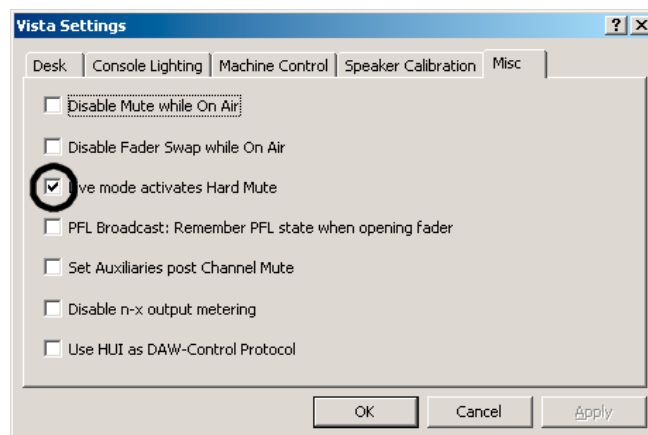 Vista Settings
Desk Console Lighting Machine Control Speaker Calibration Misc
Disable Mute while On Air
Disable Fader Swap while On Air
ve mode activates Hard Mute
PFL Broadcast: Remember PFL state when opening fader
Set Auxiliaries post Channel Mute
Disable n-x output metering
Use HUI as DAW-Control Protocol
OK Cancel Apply